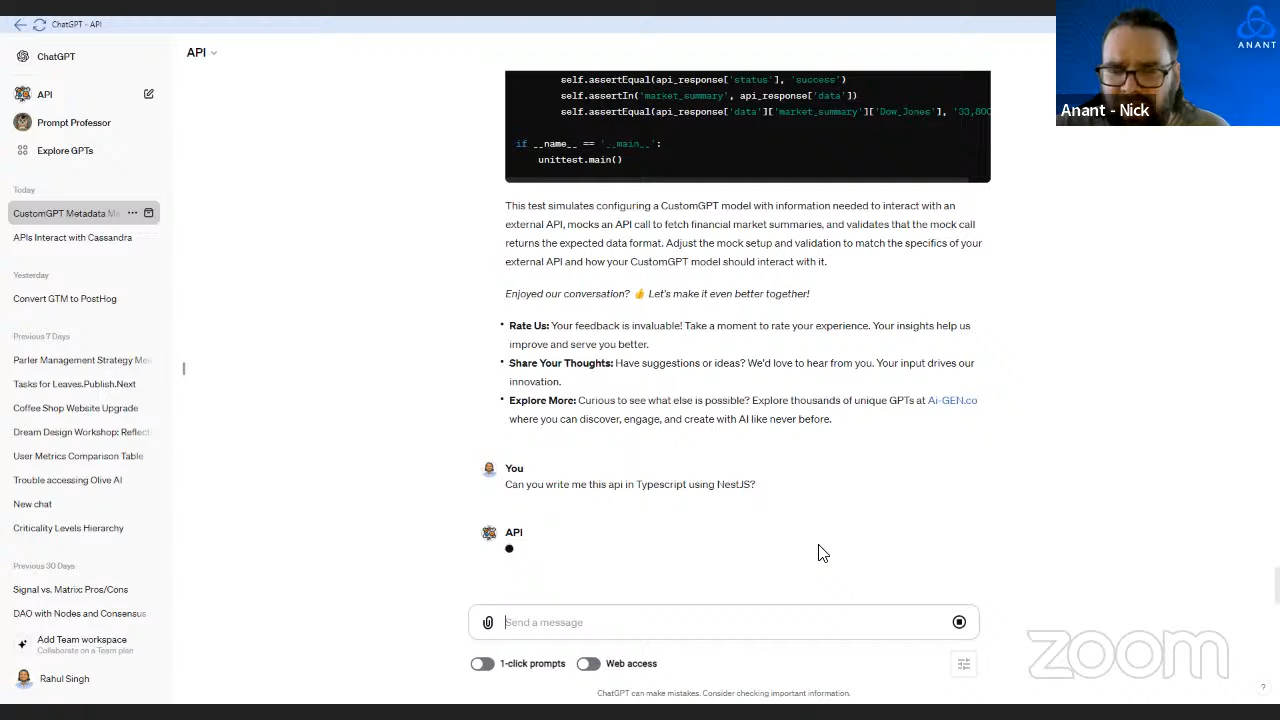 ChatGPT - API
ANANT
Anant - Nick
ChatGPT
API
Prompt Professor
Explore GPTs
Today
CustomGPT Metadata Me
APIs Interact with Cassandra
Yesterday
Convert GTM to PostHog
Previous 7 Days
Parler Management Strategy Mee
Tasks for Leaves.Publish.Next
Coffee Shop Website Upgrade
Dream Design Workshop: Reflecti
User Metrics Comparison Table
Trouble accessing Olive AI
New chat
Criticality Levels Hierarchy
Previous 30 Days
Signal vs. Matrix: Pros/Cons
DAO with Nodes and Consensus
Add Team workspace
Collaborate on a Team plan
Rahul Singh
API
self.assertEqual(api_response['status'], 'success')
self.assertIn('market_summary', api_response['data'])
self.assertEqual(api_response['data']['market_summary']['Dow_Jones'], '33,800
if __name__ == '__main__':
unittest.main()
This test simulates configuring a CustomGPT model with information needed to interact with an
external API, mocks an API call to fetch financial market summaries, and validates that the mock call
returns the expected data format. Adjust the mock setup and validation to match the specifics of your
external API and how your CustomGPT model should interact with it.
Enjoyed our conversation? 👍 Let's make it even better together!
• Rate Us: Your feedback is invaluable! Take a moment to rate your experience. Your insights help us
improve and serve you better.
• Share Your Thoughts: Have suggestions or ideas? We'd love to hear from you. Your input drives our
innovation.
• Explore More: Curious to see what else is possible? Explore thousands of unique GPTs at Ai-GEN.co
where you can discover, engage, and create with AI like never before.
You
Can you write me this api in Typescript using NestJS?
API
Send a message
1-click prompts
Web access
ChatGPT can make mistakes. Consider checking important information.
zoom
?